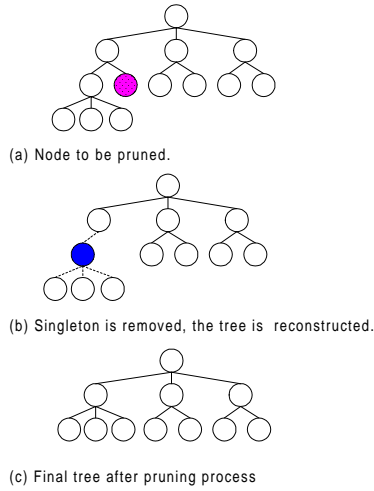 (a) Node to be pruned.
(b) Singleton is removed, the tree is reconstructed.
(c) Final tree after pruning process